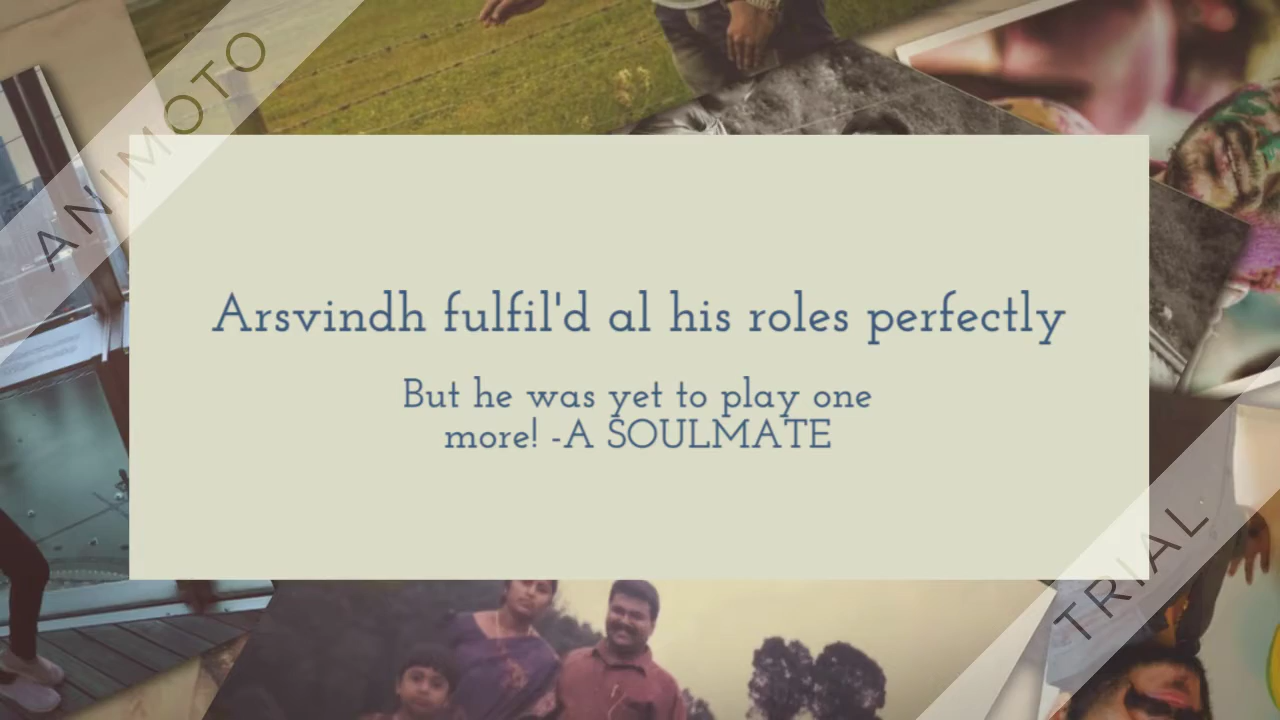 ANIMOTO
Arsvindh fulfil'd al his roles perfectly
But he was yet to play one
more! -A SOULMATE
TRIAL